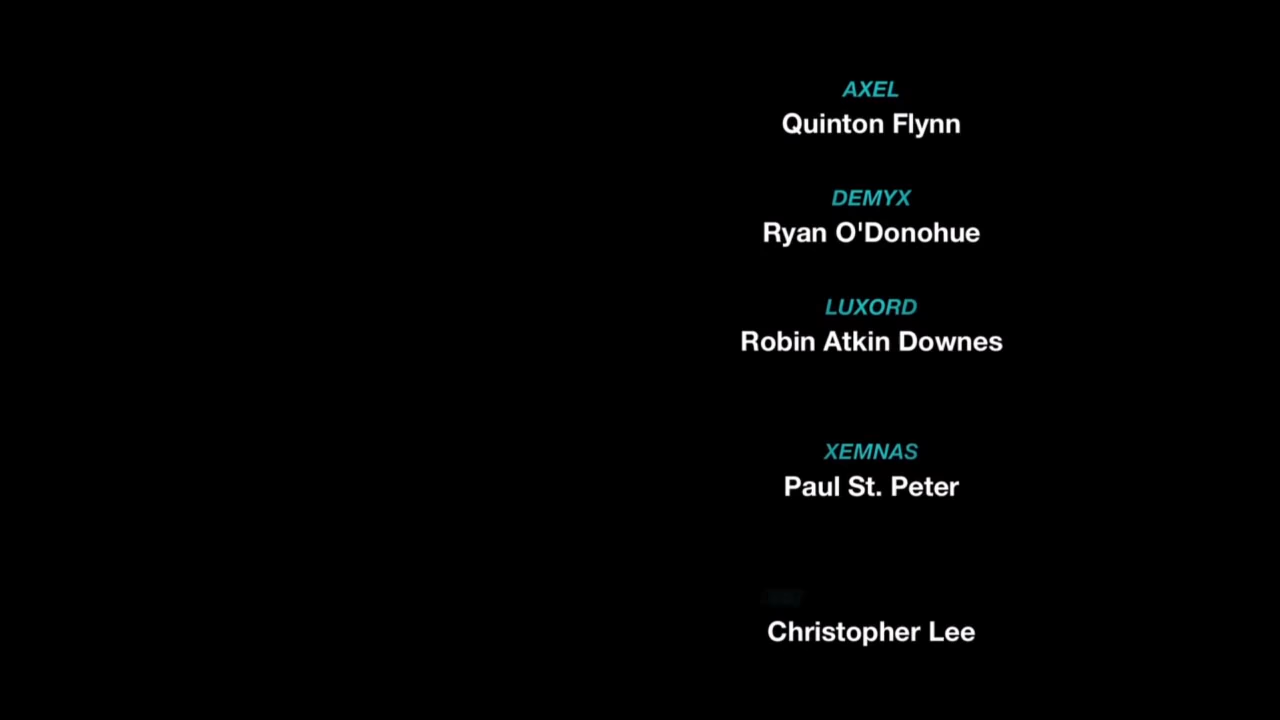 AXEL
Quinton Flynn
DEMYX
Ryan O'Donohue
LUXORD
Robin Atkin Downes
XEMNAS
Paul St. Peter
Christopher Lee